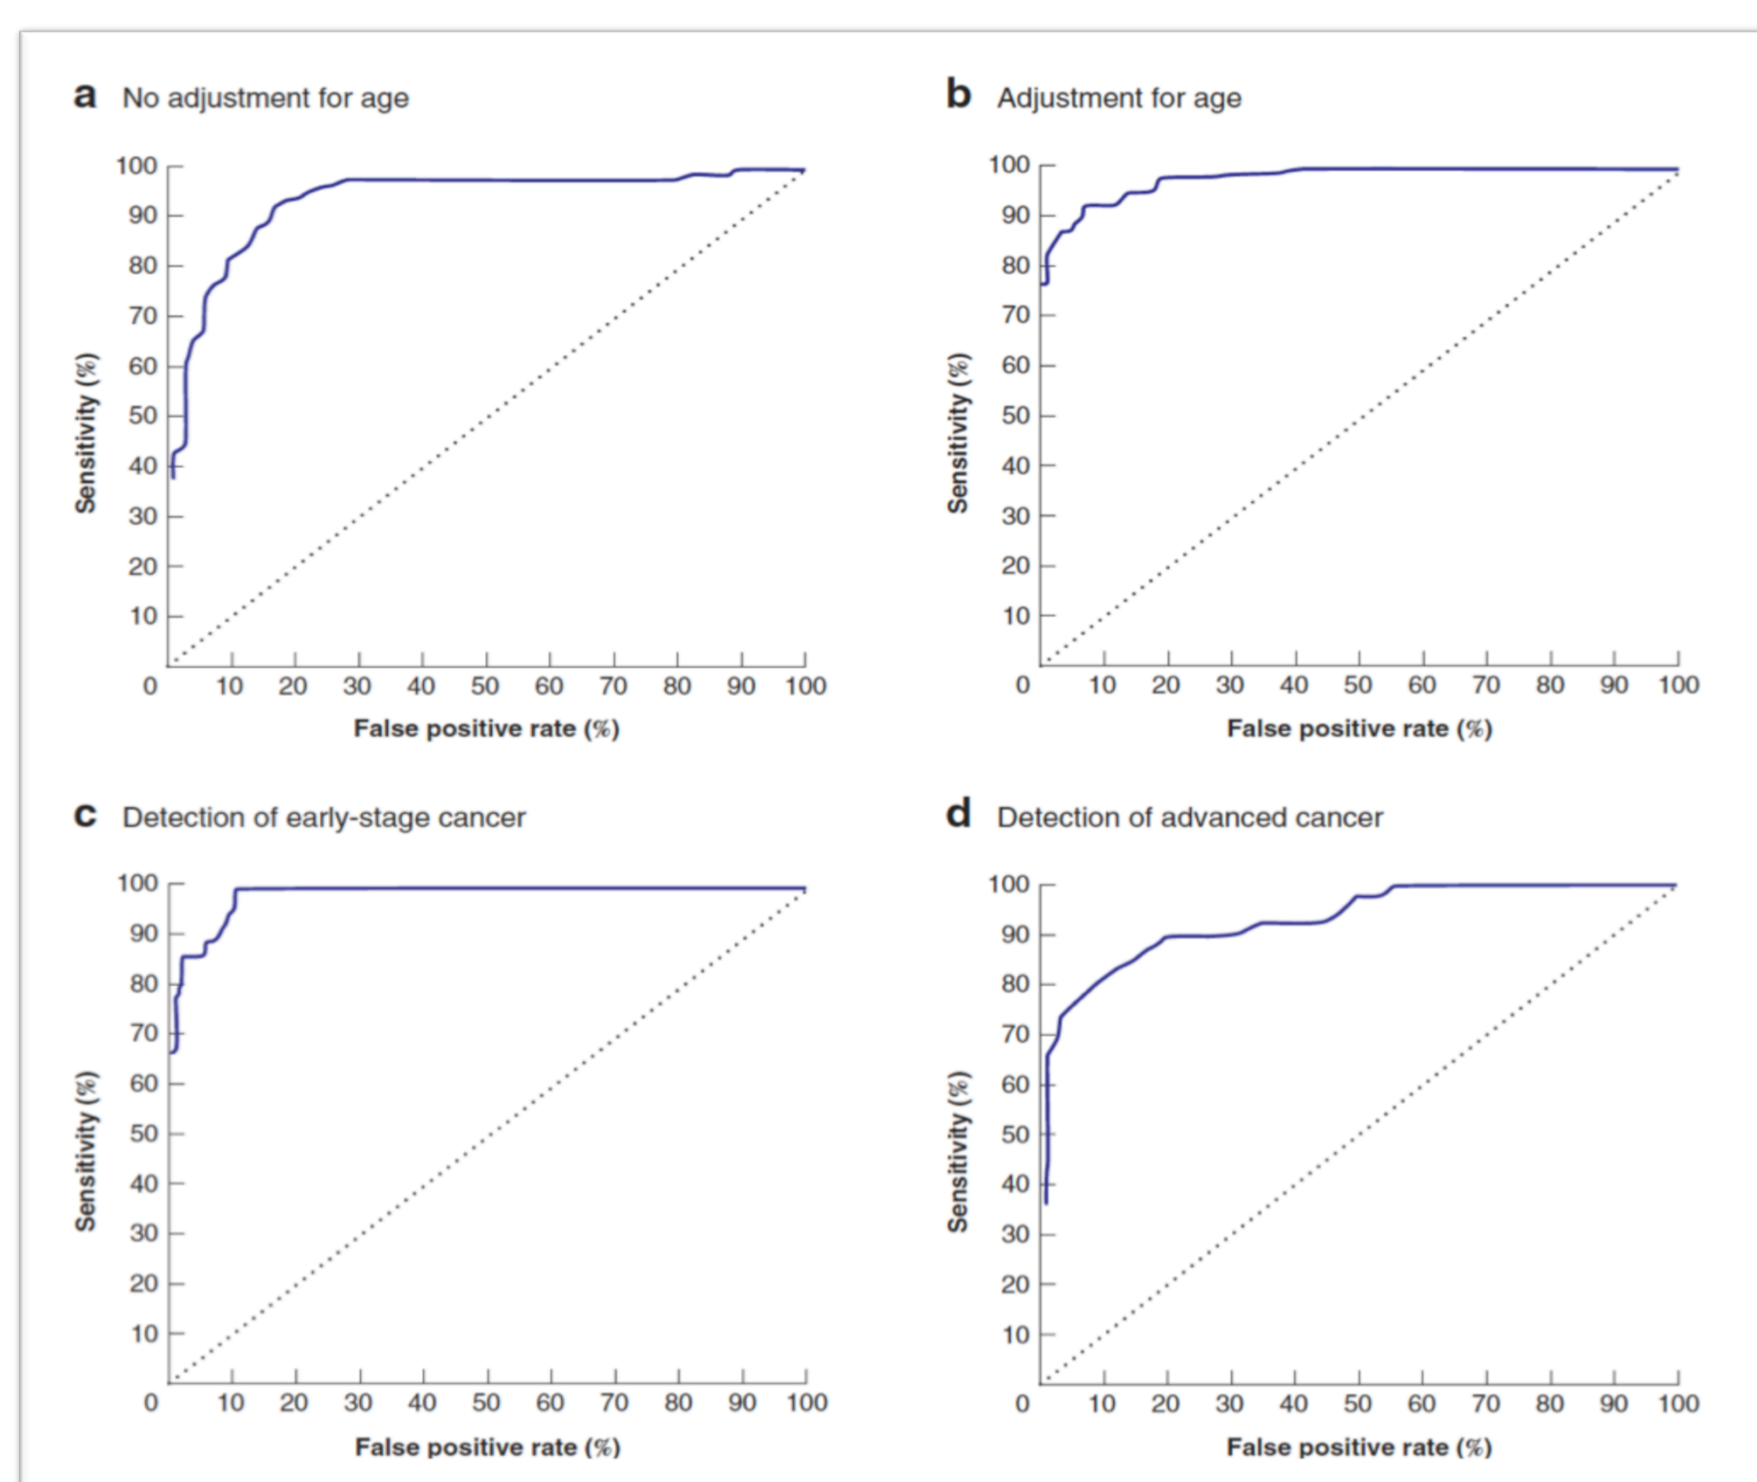 a No adjustment for age
100
90
80
70
60
50
40
30
20
10
0 10 20 30 40 50 60 70 80 90 100
Sensitivity (%)
False positive rate (%)
b Adjustment for age
100
90
80
70
60
50
40
30
20
10
0 10 20 30 40 50 60 70 80 90 100
Sensitivity (%)
False positive rate (%)
c Detection of early-stage cancer
100
90
80
70
60
50
40
30
20
10
0 10 20 30 40 50 60 70 80 90 100
Sensitivity (%)
False positive rate (%)
d Detection of advanced cancer
100
90
80
70
60
50
40
30
20
10
0 10 20 30 40 50 60 70 80 90 100
Sensitivity (%)
False positive rate (%)